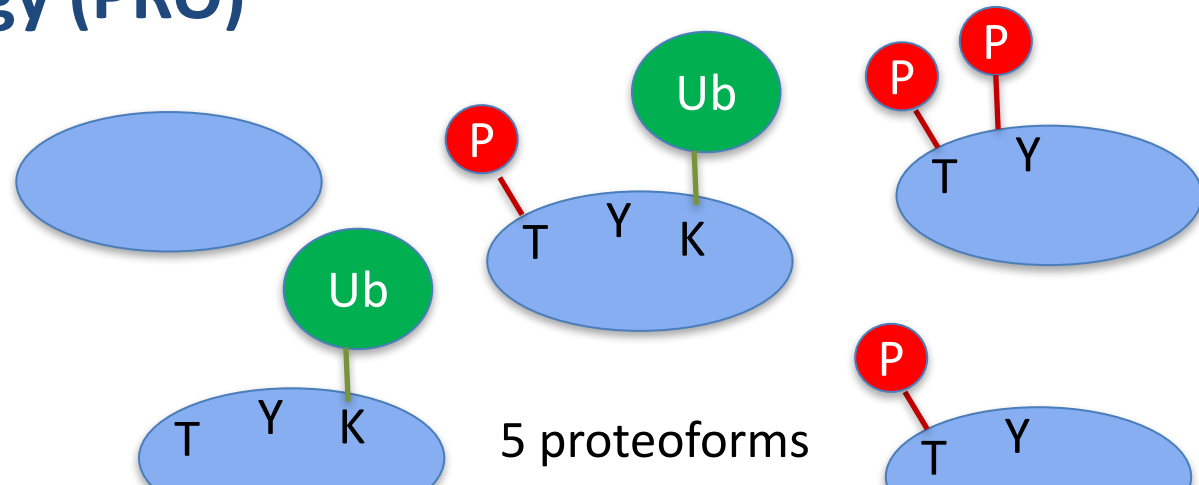 gy (PRO)
P
Ub
T Y K
P P
T Y
Ub
T Y K
5 proteoforms
P
T Y